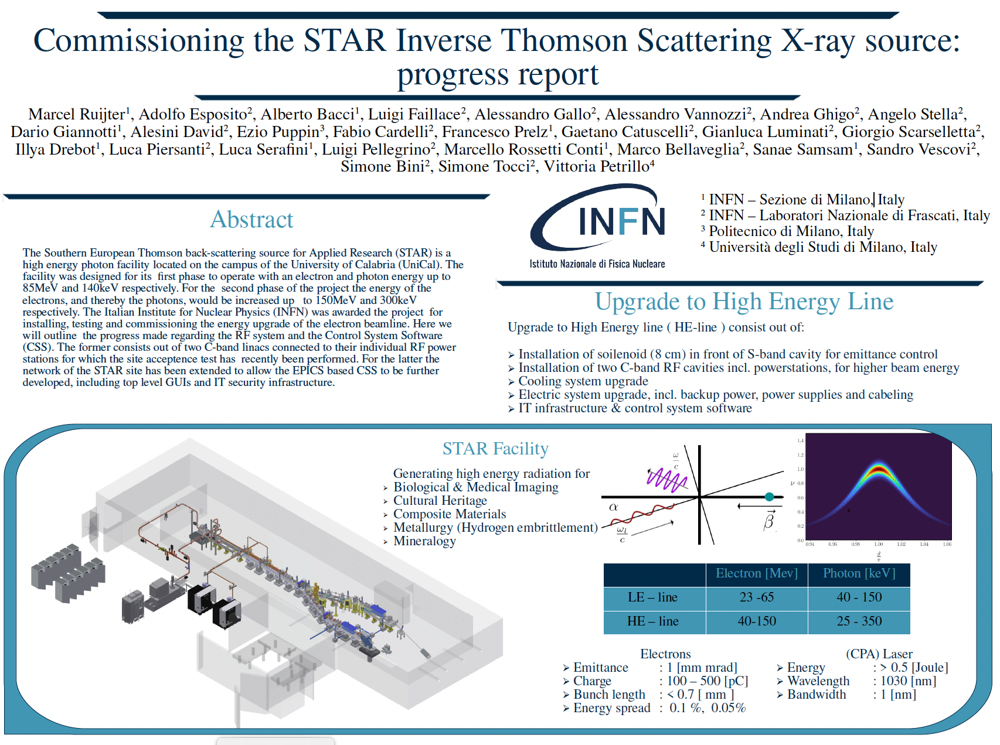 Commissioning the STAR Inverse Thomson Scattering X-ray source:
progress report
Marcel Ruijter¹, Adolfo Esposito², Alberto Bacci¹, Luigi Faillace², Alessandro Gallo², Alessandro Vannozzi², Andrea Ghigo², Angelo Stella²,
Dario Giannotti¹, Alesini David², Ezio Puppin³, Fabio Cardelli², Francesco Prelz¹, Gaetano Catuscelli², Gianluca Luminati², Giorgio Scarselletta²,
Illya Drebot¹, Luca Piersanti², Luca Serafini¹, Luigi Pellegrino², Marcello Rossetti Conti¹, Marco Bellaveglia², Sanae Samsam¹, Sandro Vescovi²,
Simone Bini², Simone Tocci², Vittoria Petrillo⁴
Abstract
The Southern European Thomson back-scattering source for Applied Research (STAR) is a
high energy photon facility located on the campus of the University of Calabria (UniCal). The
facility was designed for its first phase to operate with an electron and photon energy up to
85MeV and 140keV respectively. For the second phase of the project the energy of the
electrons, and thereby the photons, would be increased up to 150MeV and 300keV
respectively. The Italian Institute for Nuclear Physics (INFN) was awarded the project for
installing, testing and commissioning the energy upgrade of the electron beamline. Here we
will outline the progress made regarding the RF system and the Control System Software
(CSS). The former consists out of two C-band linacs connected to their individual RF power
stations for which the site acceptence test has recently been performed. For the latter the
network of the STAR site has been extended to allow the EPICS based CSS to be further
developed, including top level GUIs and IT security infrastructure.
INFN
Istituto Nazionale di Fisica Nucleare
¹ INFN – Sezione di Milano, Italy
² INFN – Laboratori Nazionale di Frascati, Italy
³ Politecnico di Milano, Italy
⁴ Università degli Studi di Milano, Italy
Upgrade to High Energy Line
Upgrade to High Energy line ( HE-line ) consist out of:
➢ Installation of soilenoid (8 cm) in front of S-band cavity for emittance control
➢ Installation of two C-band RF cavities incl. powerstations, for higher beam energy
➢ Cooling system upgrade
➢ Electric system upgrade, incl. backup power, power supplies and cabeling
➢ IT infrastructure & control system software
STAR Facility
Generating high energy radiation for
➢ Biological & Medical Imaging
➢ Cultural Heritage
➢ Composite Materials
➢ Metallurgy (Hydrogen embrittlement)
➢ Mineralogy
ω/c
α
ω_l/c
β⃗
1.4
1.2
1.0
ν 0.8
0.6
0.4
0.2
0.0
0.94 0.96 0.98 1.00 1.02 1.04 1.06
Electron [Mev] Photon [keV]
LE – line 23 -65 40 - 150
HE – line 40-150 25 - 350
Electrons
➢ Emittance : 1 [mm mrad]
➢ Charge : 100 – 500 [pC]
➢ Bunch length : < 0.7 [ mm ]
➢ Energy spread : 0.1 %, 0.05%
(CPA) Laser
➢ Energy : > 0.5 [Joule]
➢ Wavelength : 1030 [nm]
➢ Bandwidth : 1 [nm]